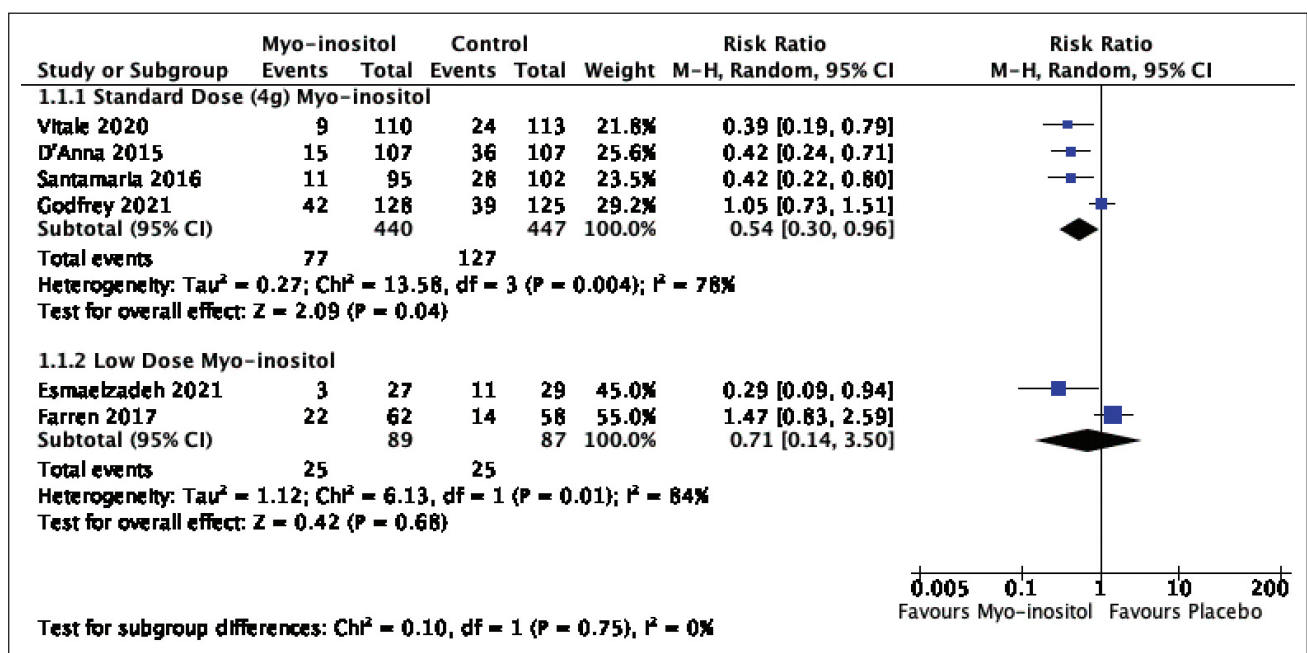 Myo-inositol Control Risk Ratio Risk Ratio
Study or Subgroup Events Total Events Total Weight M-H, Random, 95% CI M-H, Random, 95% CI
1.1.1 Standard Dose (4g) Myo-inositol
Vitale 2020 9 110 24 113 21.8% 0.39 [0.19, 0.79]
D'Anna 2015 15 107 36 107 25.6% 0.42 [0.24, 0.71]
Santamaria 2016 11 95 28 102 23.5% 0.42 [0.22, 0.80]
Godfrey 2021 42 128 39 125 29.2% 1.05 [0.73, 1.51]
Subtotal (95% CI) 440 447 100.0% 0.54 [0.30, 0.96]
Total events 77 127
Heterogeneity: Tau² = 0.27; Chi² = 13.58, df = 3 (P = 0.004); I² = 78%
Test for overall effect: Z = 2.09 (P = 0.04)
1.1.2 Low Dose Myo-inositol
Esmaelzadeh 2021 3 27 11 29 45.0% 0.29 [0.09, 0.94]
Farren 2017 22 62 14 58 55.0% 1.47 [0.83, 2.59]
Subtotal (95% CI) 89 87 100.0% 0.71 [0.14, 3.50]
Total events 25 25
Heterogeneity: Tau² = 1.12; Chi² = 6.13, df = 1 (P = 0.01); I² = 84%
Test for overall effect: Z = 0.42 (P = 0.68)
0.005 0.1 1 10 200
Favours Myo-inositol Favours Placebo
Test for subgroup differences: Chi² = 0.10, df = 1 (P = 0.75), I² = 0%